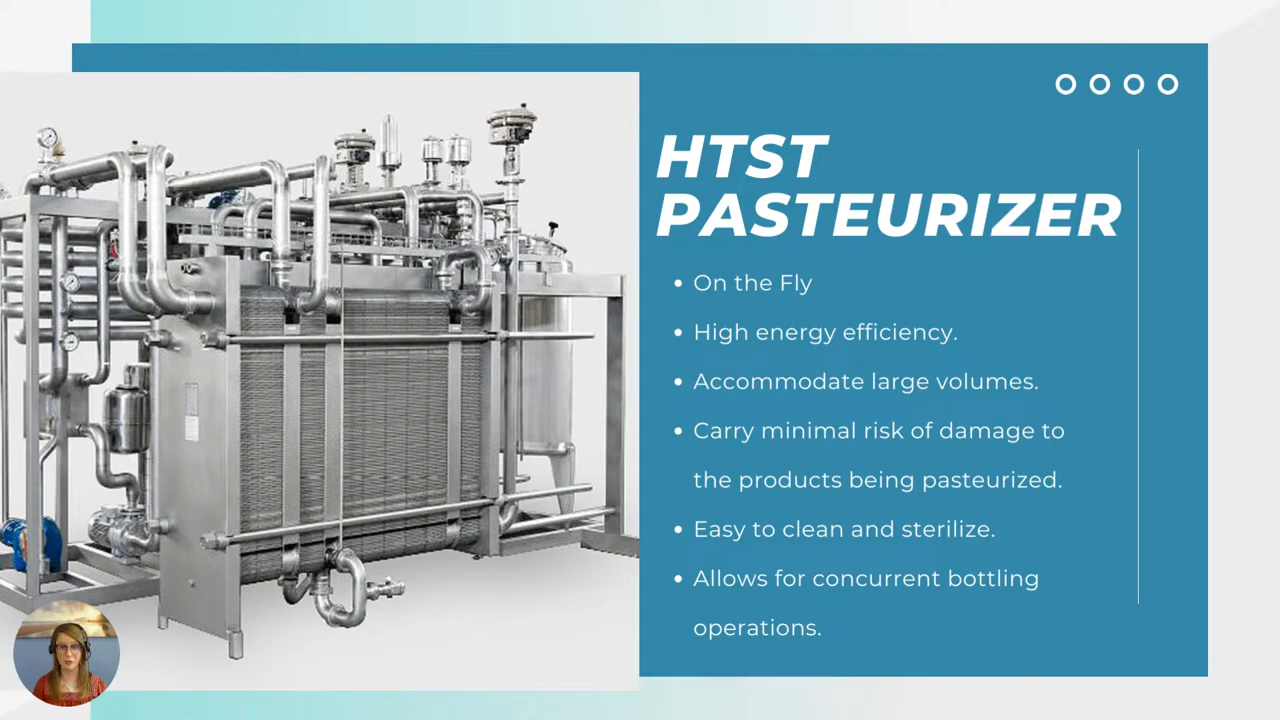 HTST
PASTEURIZER
• On the Fly
• High energy efficiency.
• Accommodate large volumes.
• Carry minimal risk of damage to
the products being pasteurized.
• Easy to clean and sterilize.
• Allows for concurrent bottling
operations.